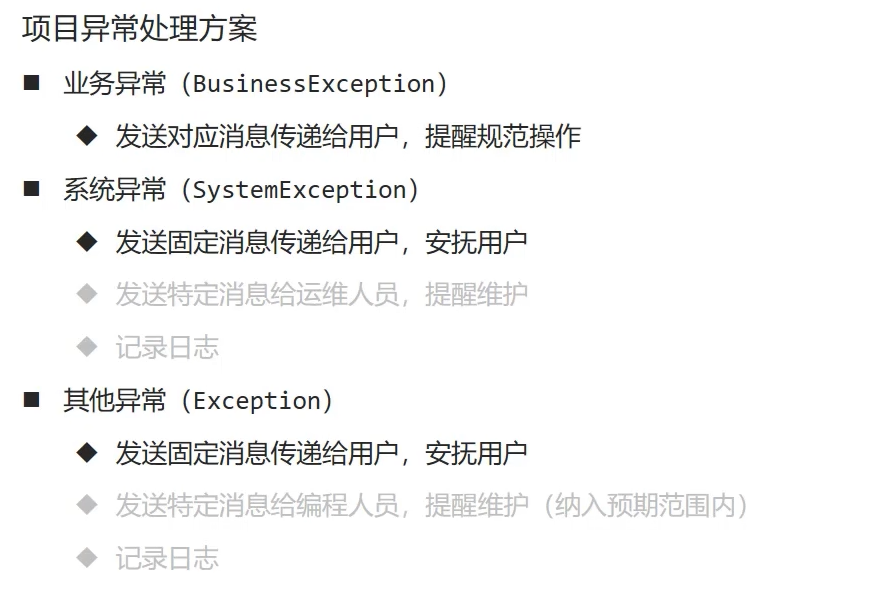 项目异常处理方案
■ 业务异常（BusinessException）
◆ 发送对应消息传递给用户，提醒规范操作
■ 系统异常（SystemException）
◆ 发送固定消息传递给用户，安抚用户
◆ 发送特定消息给运维人员，提醒维护
◆ 记录日志
■ 其他异常（Exception）
◆ 发送固定消息传递给用户，安抚用户
◆ 发送特定消息给编程人员，提醒维护（纳入预期范围内）
◆ 记录日志